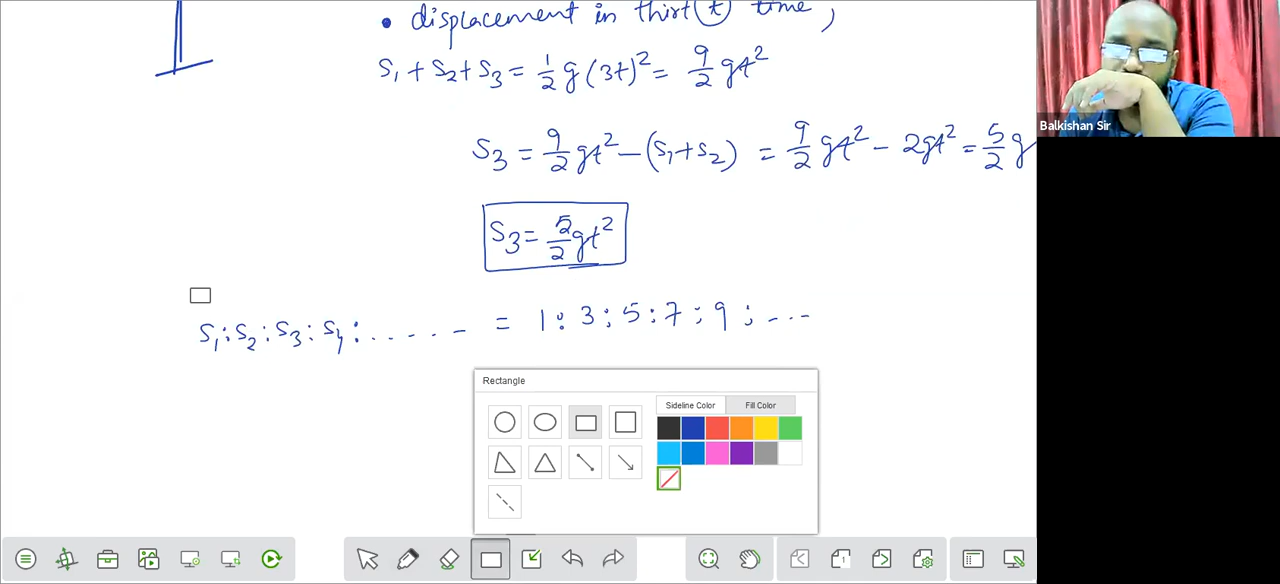 • displacement in third (t) time,
S₁ + S₂ + S₃ = 1/2 g (3t)² = 9/2 gt²
S₃ = 9/2 gt² – (S₁ + S₂) = 9/2 gt² – 2gt² = 5/2 g
S₃ = 5/2 gt²
S₁ : S₂ : S₃ : S₄ : ...... = 1 : 3 : 5 : 7 : 9 : ....
Balkishan Sir
Rectangle
Sideline Color Fill Color
1